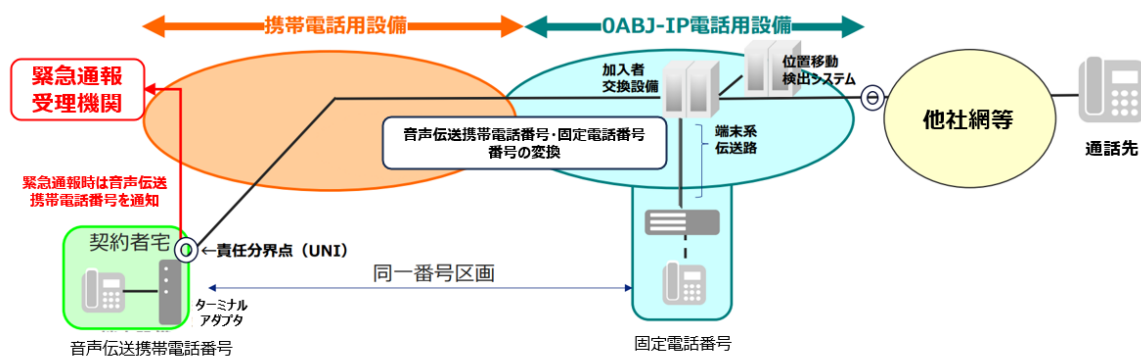 携帯電話用設備
0ABJ-IP電話用設備
緊急通報
受理機関
加入者
交換設備
位置移動
検出システム
他社網等
通話先
音声伝送携帯電話番号・固定電話番号
番号の変換
端末系
伝送路
緊急通報時は音声伝送
携帯電話番号を通知
契約者宅
←責任分界点（UNI）
同一番号区画
ターミナル
アダプタ
音声伝送携帯電話番号
固定電話番号